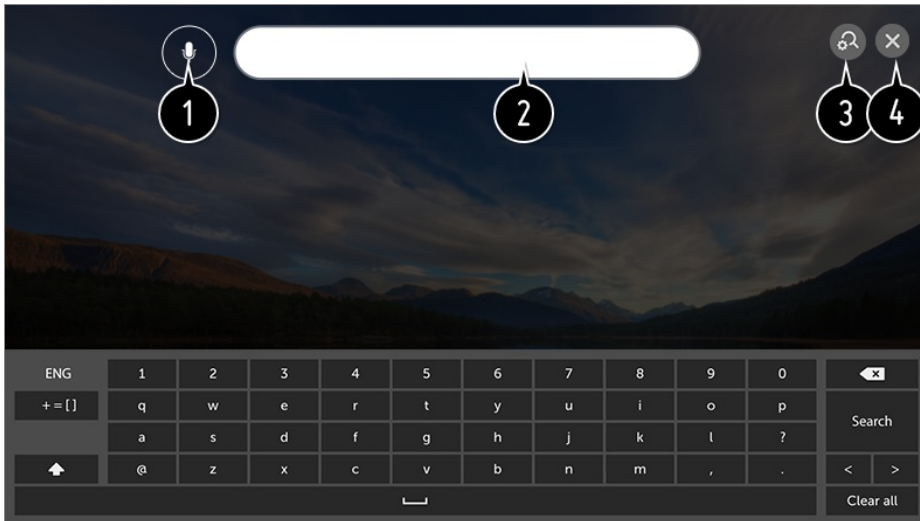 1 2 3 4
ENG 1 2 3 4 5 6 7 8 9 0
+=[] q w e r t y u i o p
Search
a s d f g h j k l ?
@ z x c v b n m , . < >
Clear all